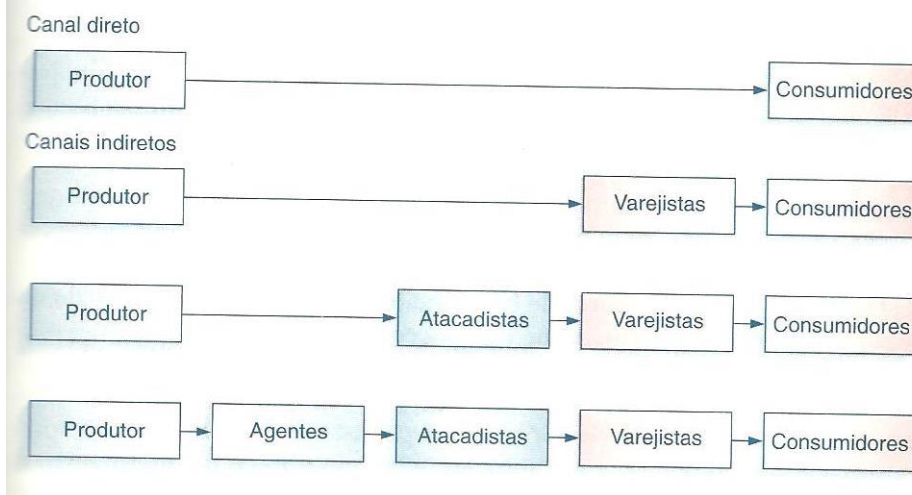 Canal direto
Produtor Consumidores
Canais indiretos
Produtor Varejistas Consumidores
Produtor Atacadistas Varejistas Consumidores
Produtor Agentes Atacadistas Varejistas Consumidores